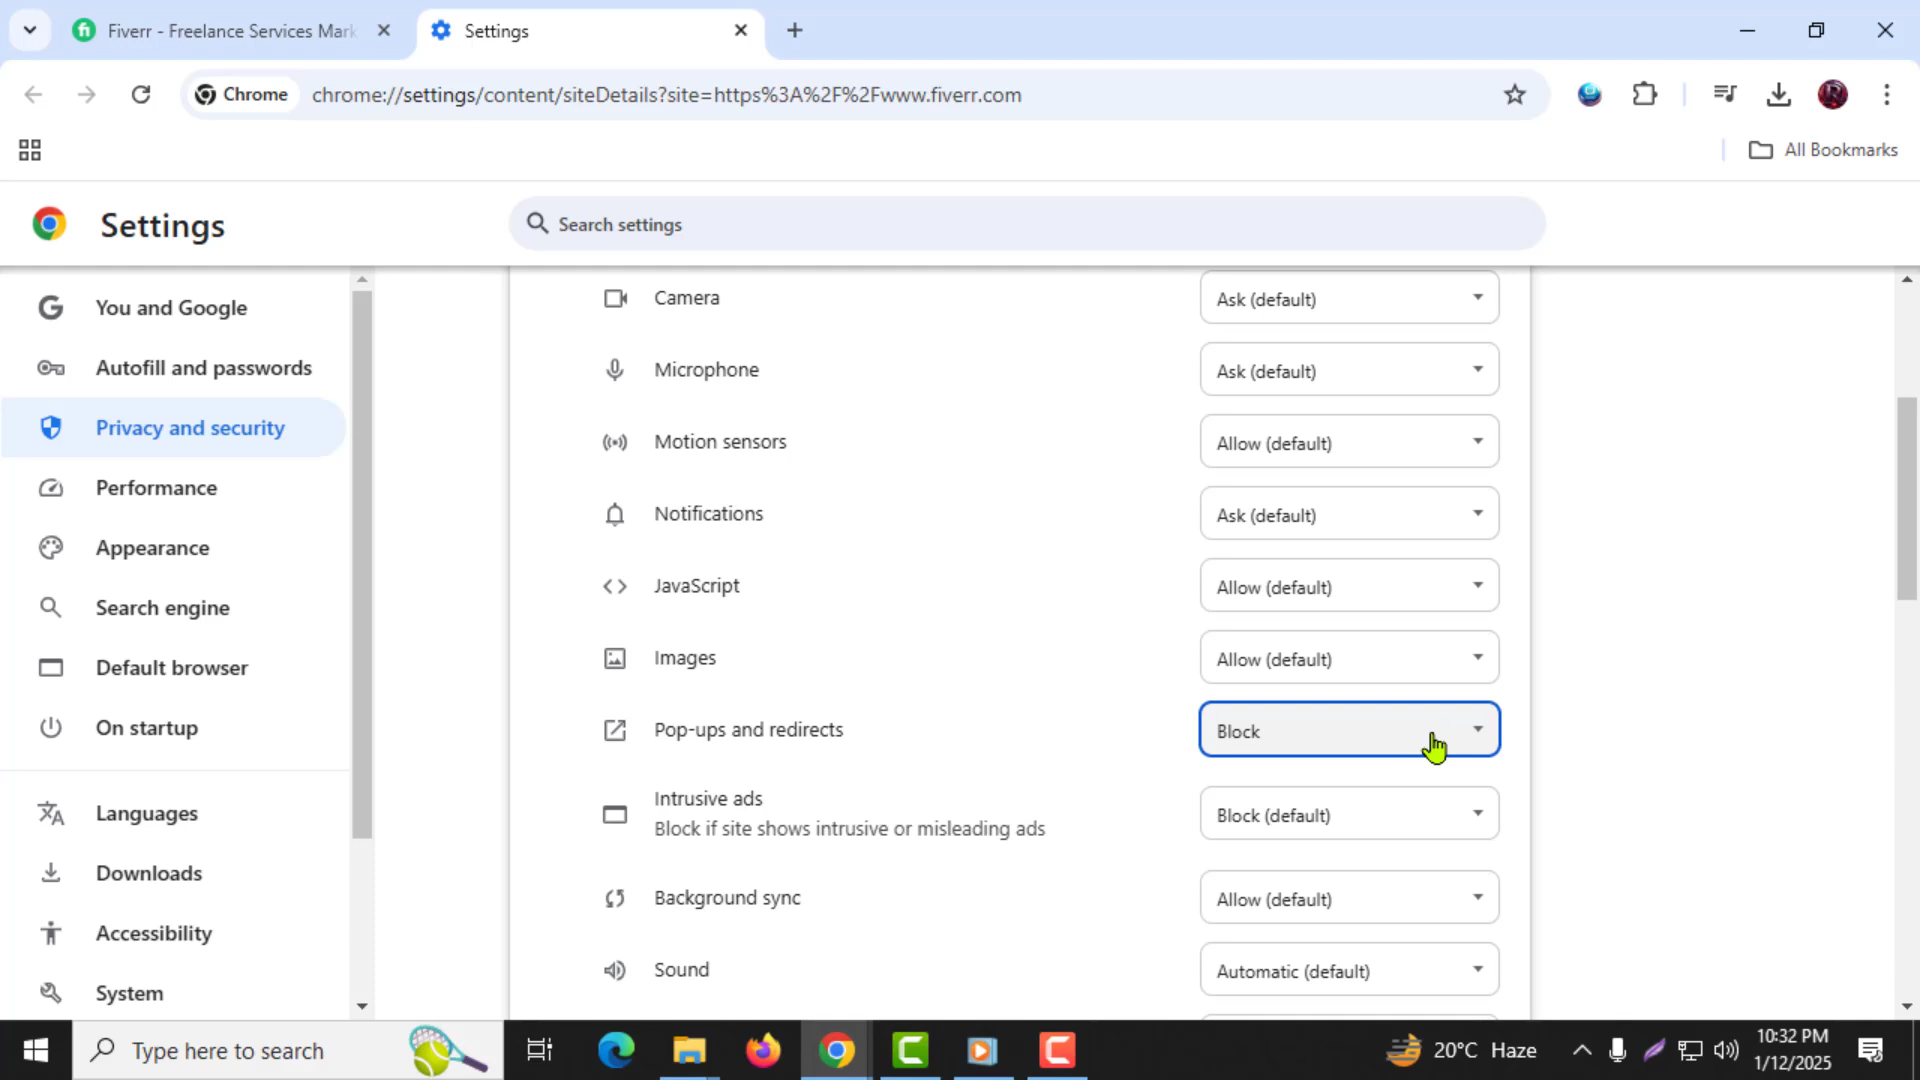 Fiverr - Freelance Services Mark
Settings
Chrome
chrome://settings/content/siteDetails?site=https%3A%2F%2Fwww.fiverr.com
All Bookmarks
Settings
Search settings
You and Google
Autofill and passwords
Privacy and security
Performance
Appearance
Search engine
Default browser
On startup
Languages
Downloads
Accessibility
System
Camera
Ask (default)
Microphone
Ask (default)
Motion sensors
Allow (default)
Notifications
Ask (default)
JavaScript
Allow (default)
Images
Allow (default)
Pop-ups and redirects
Block
Intrusive ads
Block if site shows intrusive or misleading ads
Block (default)
Background sync
Allow (default)
Sound
Automatic (default)
Type here to search
20°C Haze
10:32 PM
1/12/2025